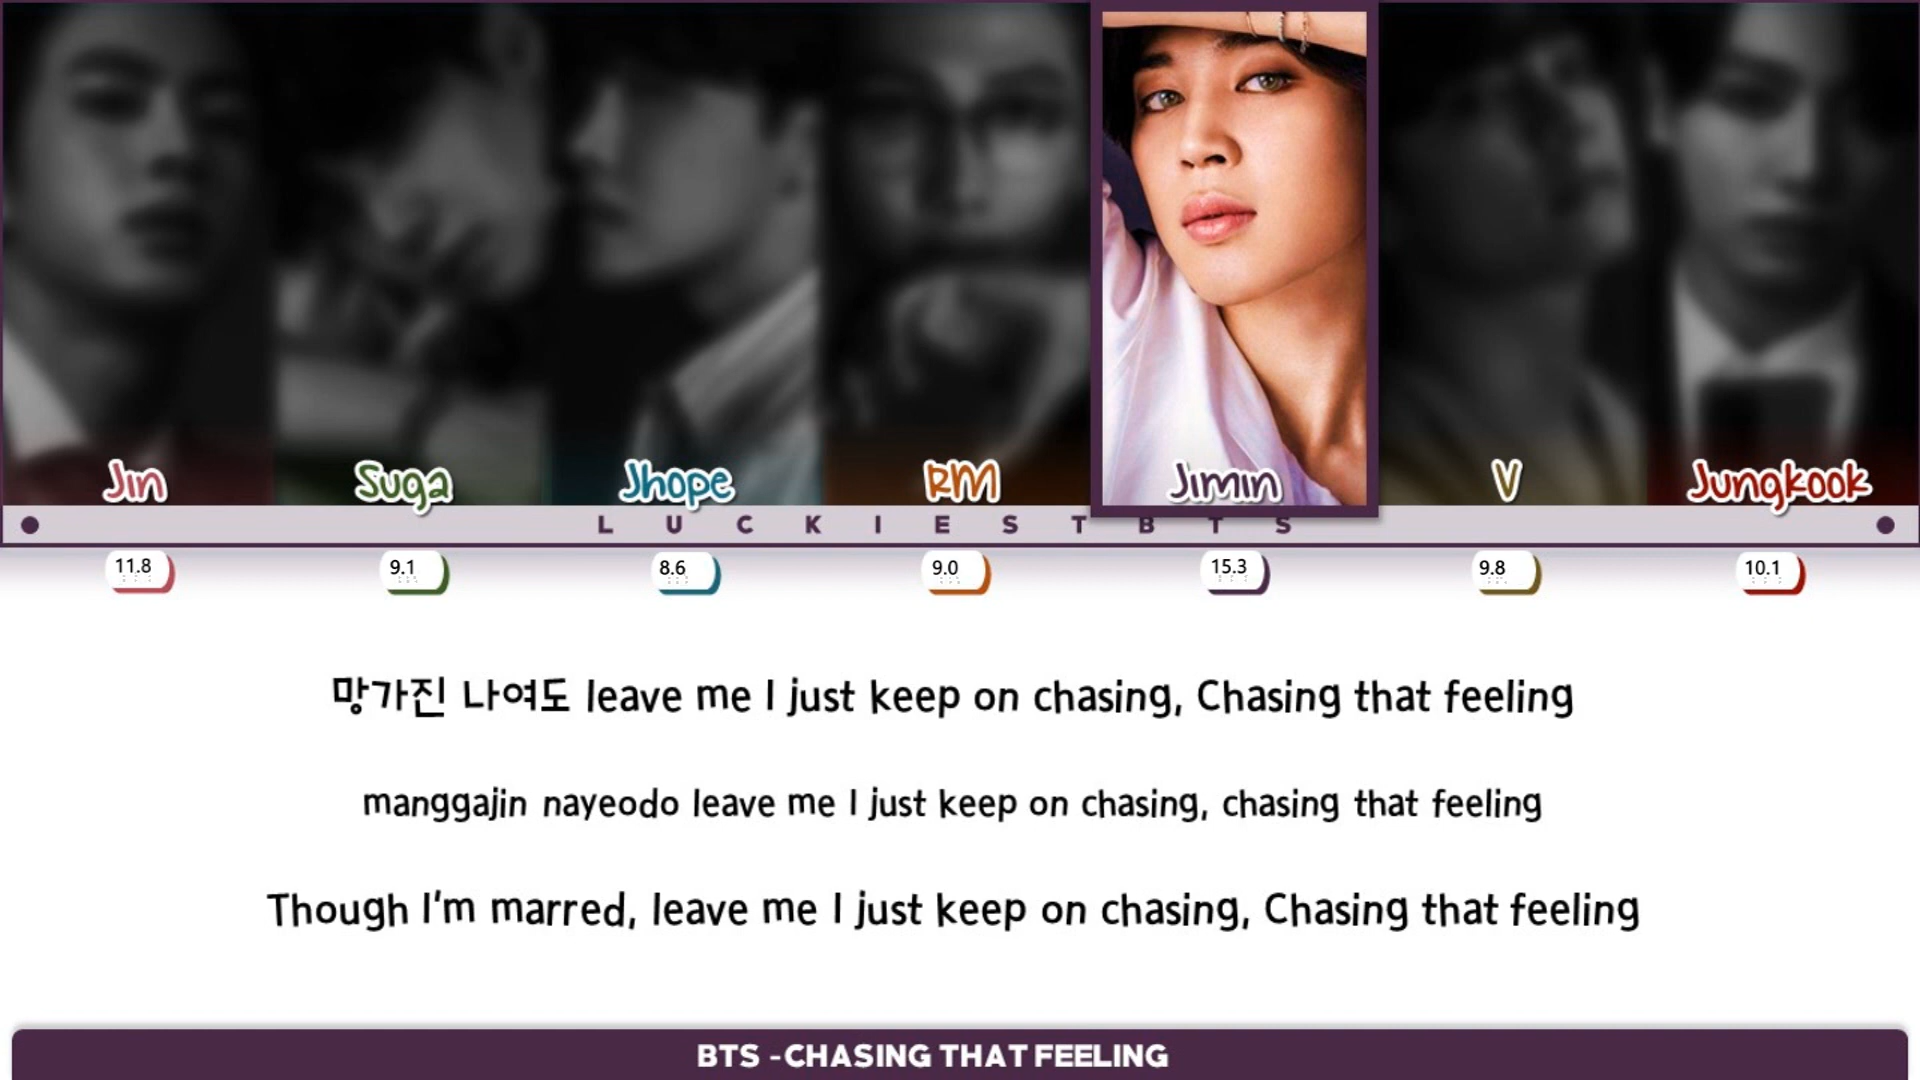 Jin Suga Jhope RM Jimin V Jungkook
LUCKIESTBTS
11.8 9.1 8.6 9.0 15.3 9.8 10.1
망가진 나여도 leave me I just keep on chasing, Chasing that feeling
manggajin nayeodo leave me I just keep on chasing, chasing that feeling
Though I'm marred, leave me I just keep on chasing, Chasing that feeling
BTS -CHASING THAT FEELING